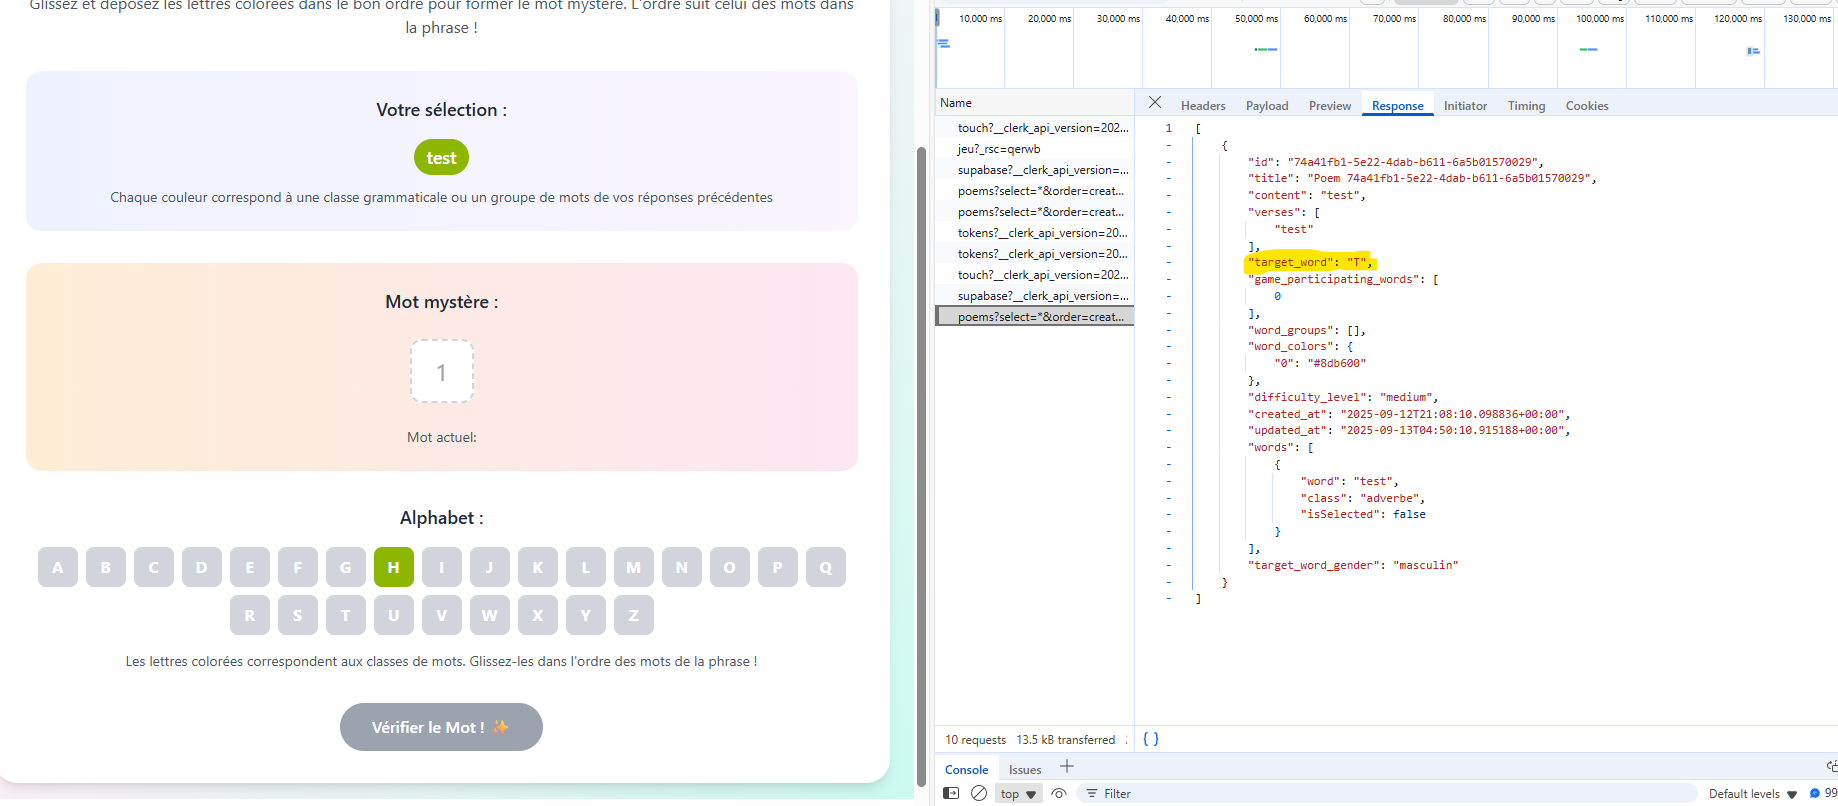 Glissez et déposez les lettres colorées dans le bon ordre pour former le mot mystère. L'ordre suit celui des mots dans
la phrase !
Votre sélection :
test
Chaque couleur correspond à une classe grammaticale ou un groupe de mots de vos réponses précédentes
Mot mystère :
1
Mot actuel:
Alphabet :
A B C D E F G H I J K L M N O P Q
R S T U V W X Y Z
Les lettres colorées correspondent aux classes de mots. Glissez-les dans l'ordre des mots de la phrase !
Vérifier le Mot ! ✨
10,000 ms 20,000 ms 30,000 ms 40,000 ms 50,000 ms 60,000 ms 70,000 ms 80,000 ms 90,000 ms 100,000 ms 110,000 ms 120,000 ms 130,000 ms
Name
touch?__clerk_api_version=202...
jeu?_rsc=qerwb
supabase?__clerk_api_version=...
poems?select=*&order=creat...
poems?select=*&order=creat...
tokens?__clerk_api_version=20...
tokens?__clerk_api_version=20...
touch?__clerk_api_version=202...
supabase?__clerk_api_version=...
poems?select=*&order=creat...
Headers Payload Preview Response Initiator Timing Cookies
1 [
- {
- "id": "74a41fb1-5e22-4dab-b611-6a5b01570029",
- "title": "Poem 74a41fb1-5e22-4dab-b611-6a5b01570029",
- "content": "test",
- "verses": [
- "test"
- ],
- "target_word": "T",
- "game_participating_words": [
- 0
- ],
- "word_groups": [],
- "word_colors": {
- "0": "#8db600"
- },
- "difficulty_level": "medium",
- "created_at": "2025-09-12T21:08:10.098836+00:00",
- "updated_at": "2025-09-13T04:50:10.915188+00:00",
- "words": [
- {
- "word": "test",
- "class": "adverbe",
- "isSelected": false
- }
- ],
- "target_word_gender": "masculin"
- }
- ]
10 requests 13.5 kB transferred
{ }
Console Issues
top Filter Default levels 99